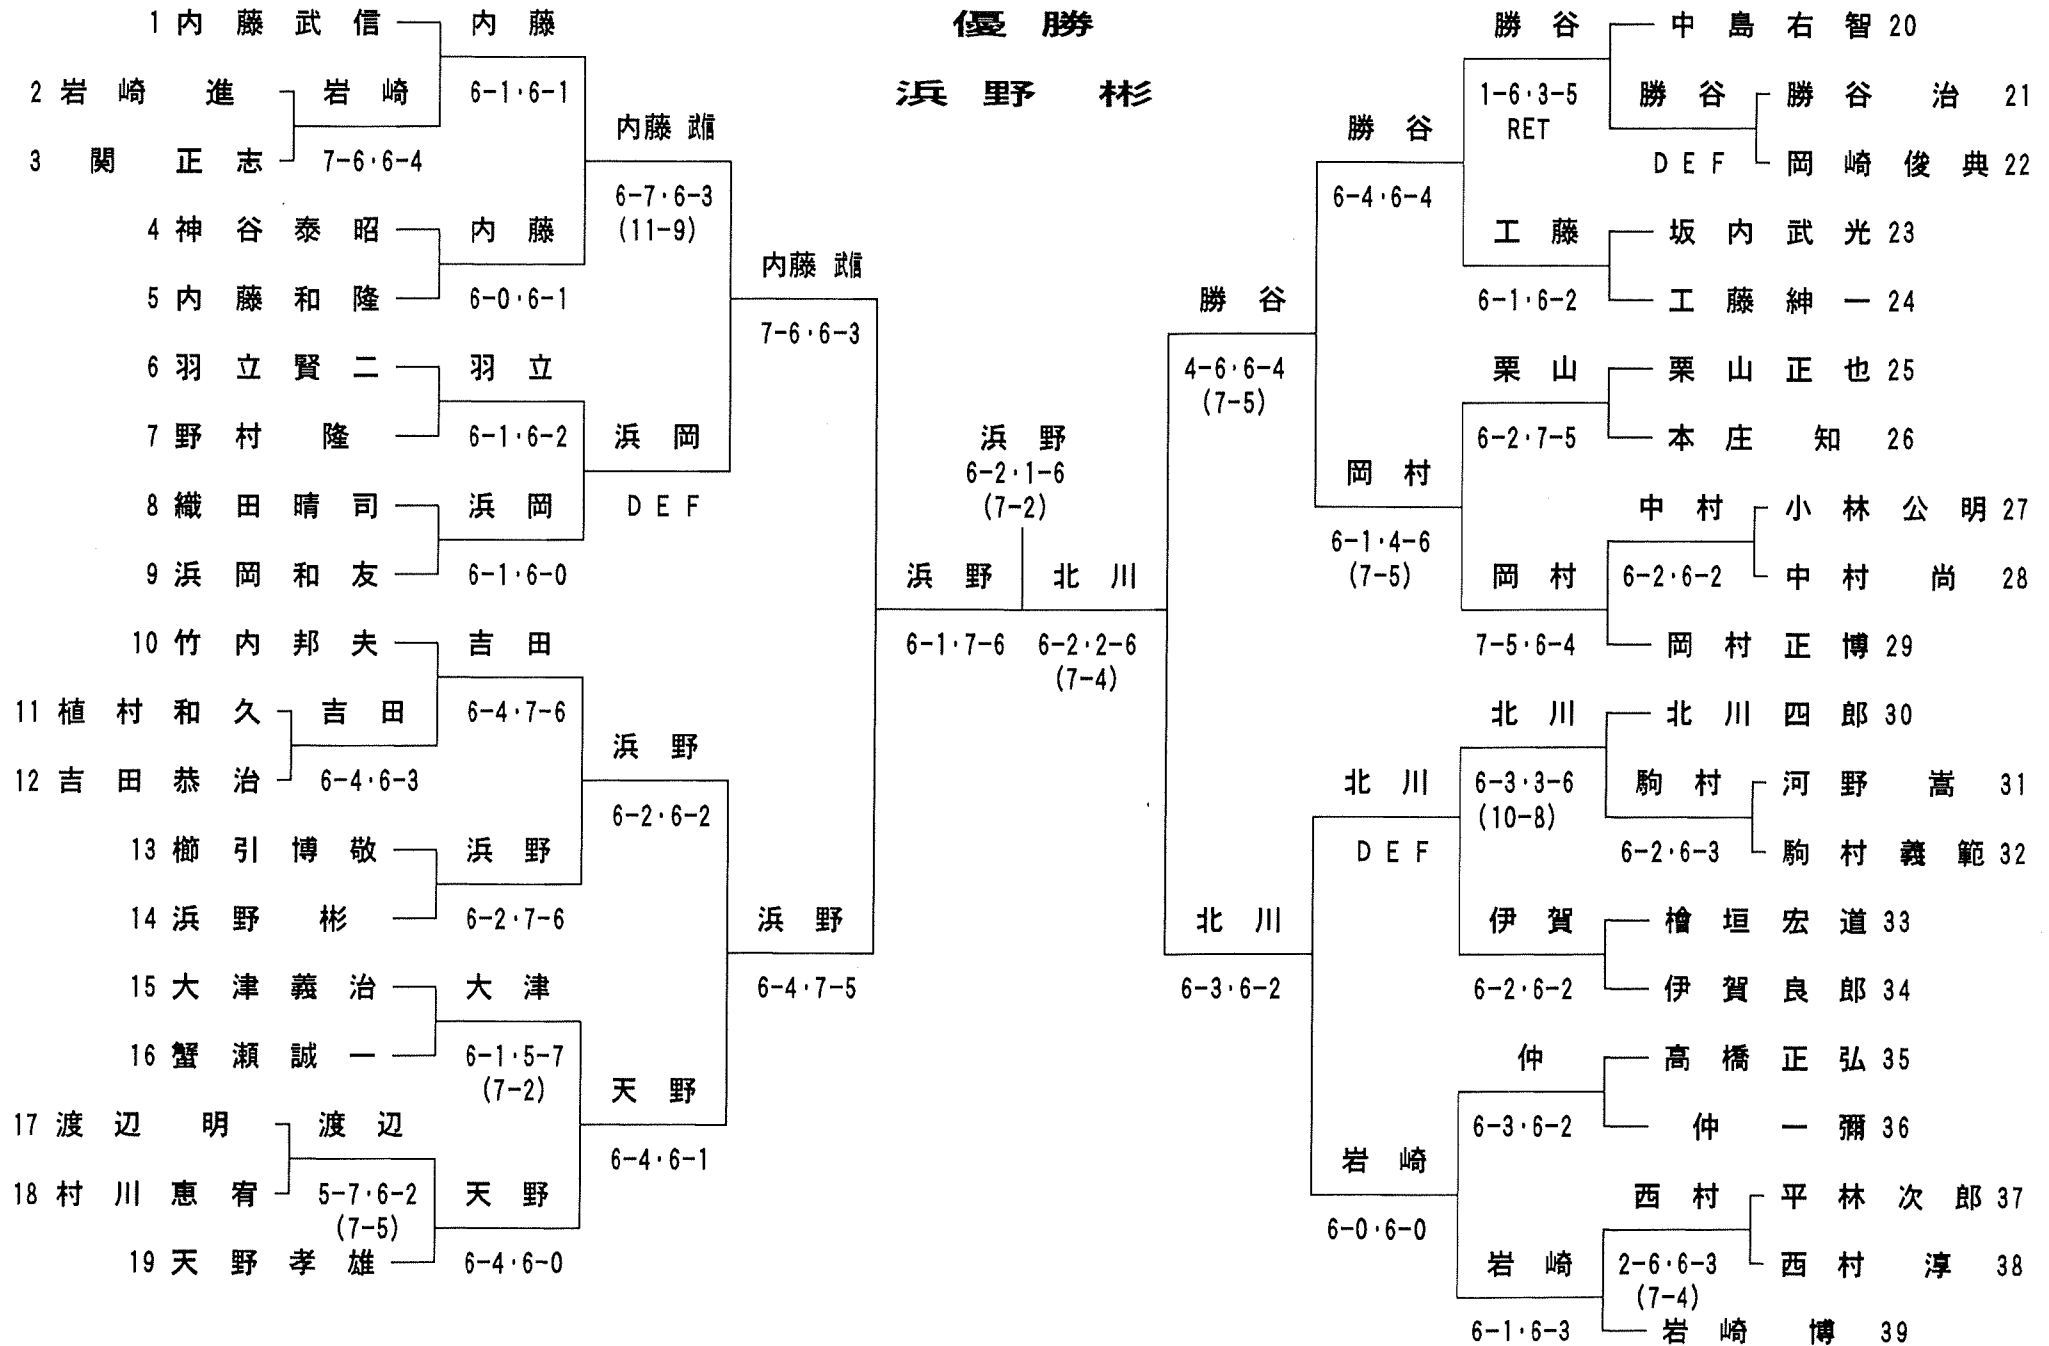 優勝
浜野 彬
1 内藤武信
内藤
2 岩崎 進
岩崎
6-1・6-1
3 関 正志
7-6・6-4
内藤 武信
6-7・6-3
(11-9)
4 神谷泰昭
内藤
5 内藤和隆
6-0・6-1
内藤 武信
7-6・6-3
6 羽立賢二
羽立
7 野村 隆
6-1・6-2
浜岡
DEF
8 織田晴司
浜岡
9 浜岡和友
6-1・6-0
10 竹内邦夫
吉田
11 植村和久
吉田
6-4・7-6
12 吉田恭治
6-4・6-3
浜野
6-2・6-2
13 櫛引博敬
浜野
14 浜野 彬
6-2・7-6
浜野
6-4・7-5
15 大津義治
大津
16 蟹瀬誠一
6-1・5-7
(7-2)
天野
6-4・6-1
17 渡辺 明
渡辺
18 村川恵宥
5-7・6-2
(7-5)
天野
19 天野孝雄
6-4・6-0
浜野
6-2・1-6
(7-2)
浜野
6-1・7-6
北川
6-2・2-6
(7-4)
勝谷
中島右智 20
1-6・3-5
RET
勝谷
勝谷 治 21
DEF
岡崎俊典 22
勝谷
6-4・6-4
工藤
坂内武光 23
6-1・6-2
工藤紳一 24
勝谷
4-6・6-4
(7-5)
栗山
栗山正也 25
6-2・7-5
本庄 知 26
岡村
6-1・4-6
(7-5)
中村
小林公明 27
6-2・6-2
中村 尚 28
岡村
7-5・6-4
岡村正博 29
北川
北川四郎 30
6-3・3-6
(10-8)
駒村
河野 嵩 31
6-2・6-3
駒村義範 32
北川
DEF
伊賀
檜垣宏道 33
6-2・6-2
伊賀良郎 34
北川
6-3・6-2
仲
高橋正弘 35
6-3・6-2
仲 一彌 36
岩崎
6-0・6-0
西村
平林次郎 37
2-6・6-3
(7-4)
西村 淳 38
岩崎
6-1・6-3
岩崎 博 39